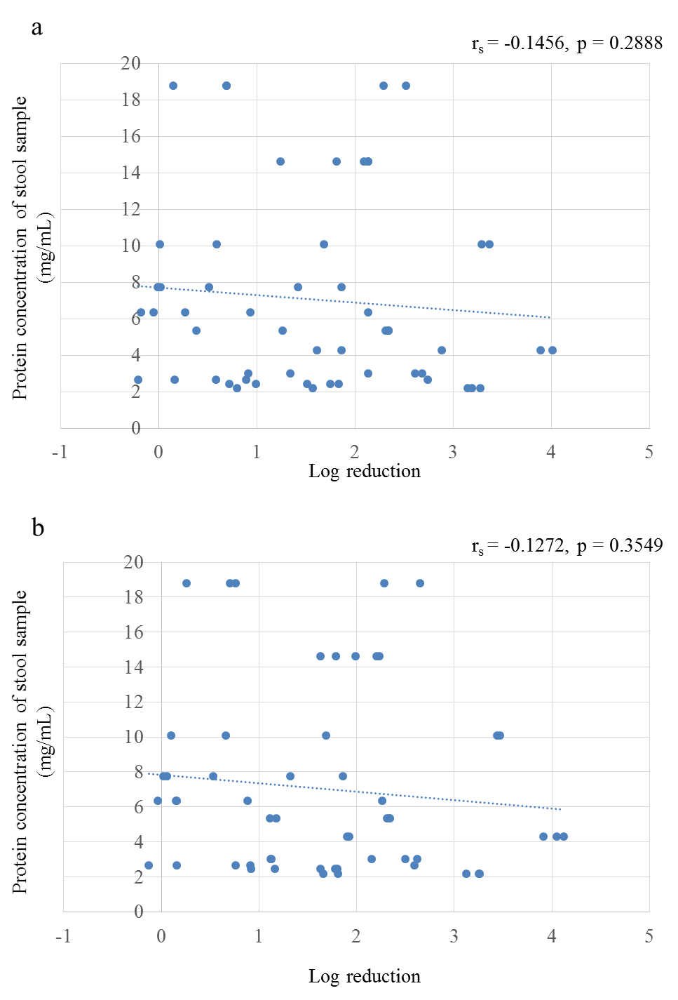 a
rs = -0.1456, p = 0.2888
Protein concentration of stool sample
(mg/mL)
20
18
16
14
12
10
8
6
4
2
0
-1 0 1 2 3 4 5
Log reduction
b
rs = -0.1272, p = 0.3549
Protein concentration of stool sample
(mg/mL)
20
18
16
14
12
10
8
6
4
2
0
-1 0 1 2 3 4 5
Log reduction